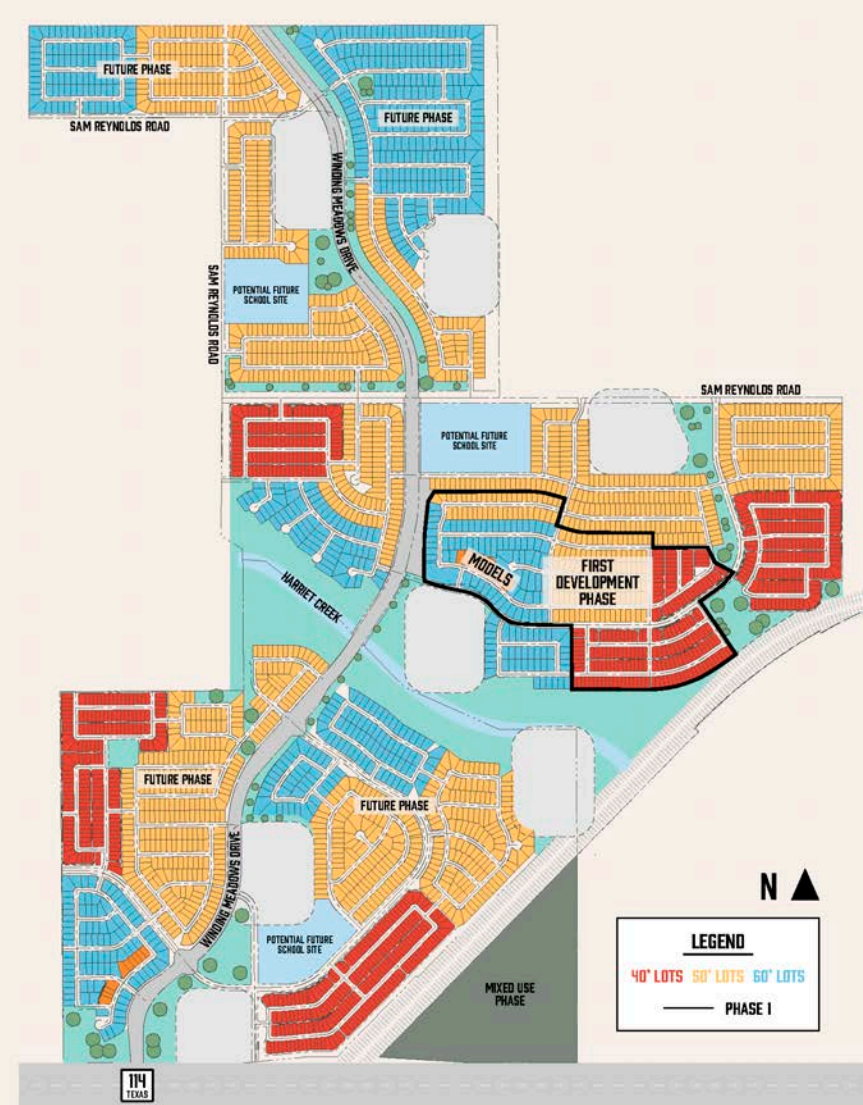 FUTURE PHASE
SAM REYNOLDS ROAD
FUTURE PHASE
WINDING MEADOWS DRIVE
SAM REYNOLDS ROAD
POTENTIAL FUTURE
SCHOOL SITE
SAM REYNOLDS ROAD
POTENTIAL FUTURE
SCHOOL SITE
MODELS
FIRST
DEVELOPMENT
PHASE
HARRIET CREEK
FUTURE PHASE
FUTURE PHASE
WINDING MEADOWS DRIVE
POTENTIAL FUTURE
SCHOOL SITE
MIXED USE
PHASE
N
LEGEND
40' LOTS 50' LOTS 60' LOTS
PHASE 1
114
TEXAS